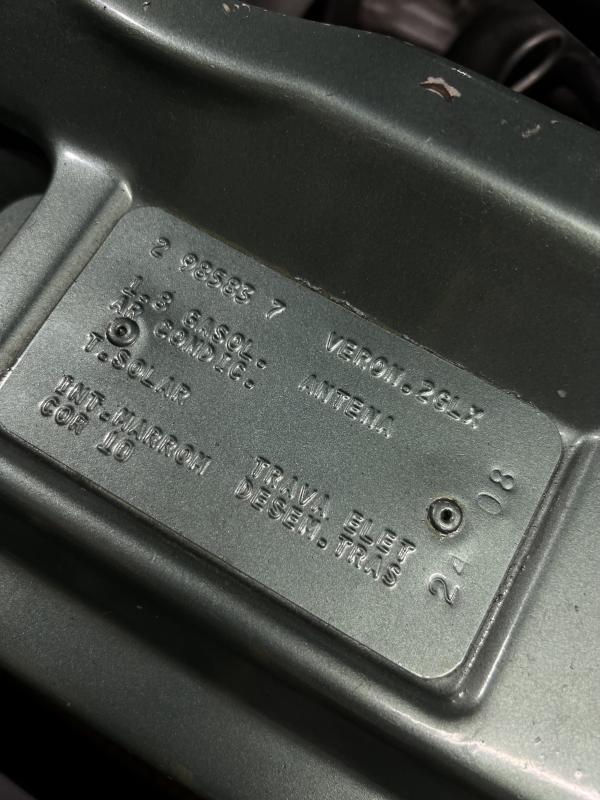 2 98583 7 VEROM.2GLX
1.8 GASOL. ANTENA
AR CONDIC.
T.SOLAR TRAVA ELET
INT.MARROM DESEM.TRAS
COR 10
24 08